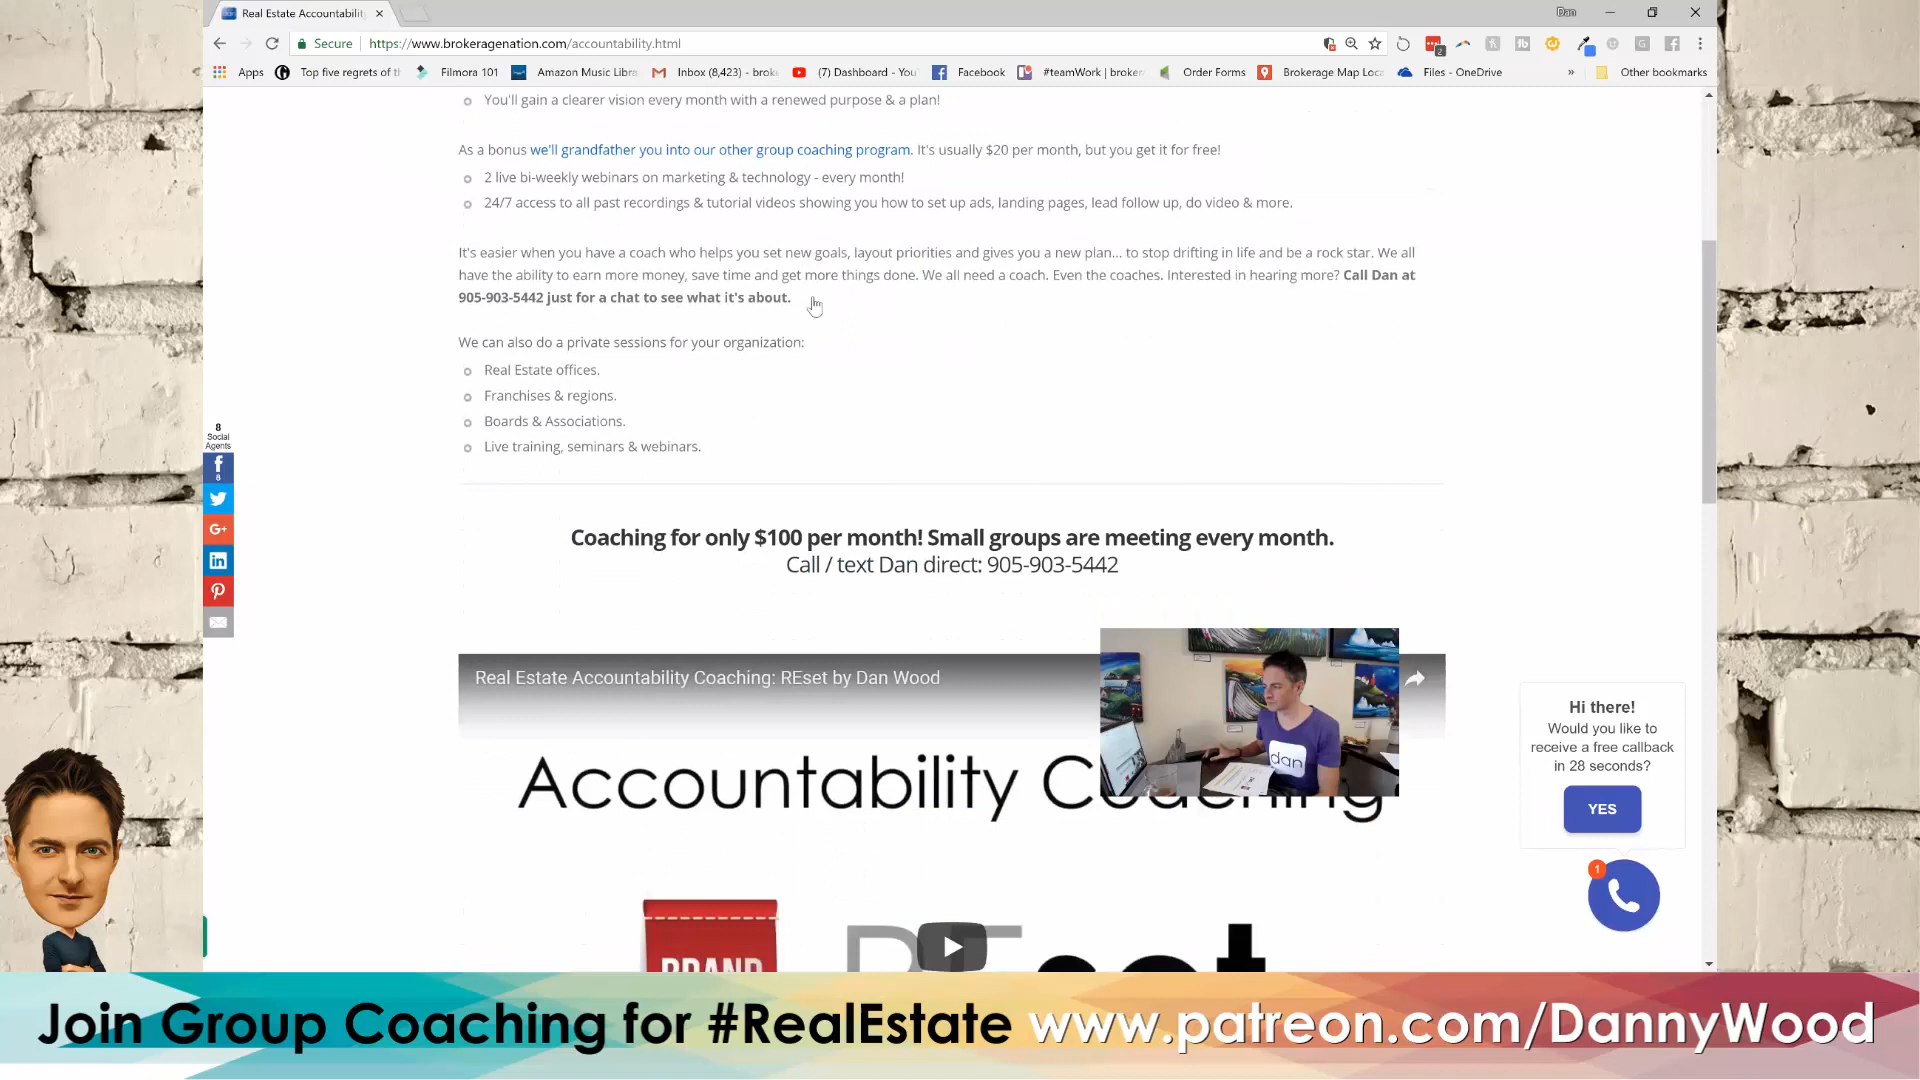 Real Estate Accountability
Dan
Secure
https://www.brokeragenation.com/accountability.html
2
Apps
Top five regrets of th
Filmora 101
Amazon Music Libra
Inbox (8,423) - broke
(7) Dashboard - You
Facebook
#teamWork | broker
Order Forms
Brokerage Map Loca
Files - OneDrive
»
Other bookmarks
You'll gain a clearer vision every month with a renewed purpose & a plan!
As a bonus we'll grandfather you into our other group coaching program. It's usually $20 per month, but you get it for free!
2 live bi-weekly webinars on marketing & technology - every month!
24/7 access to all past recordings & tutorial videos showing you how to set up ads, landing pages, lead follow up, do video & more.
It's easier when you have a coach who helps you set new goals, layout priorities and gives you a new plan... to stop drifting in life and be a rock star. We all
have the ability to earn more money, save time and get more things done. We all need a coach. Even the coaches. Interested in hearing more? Call Dan at
905-903-5442 just for a chat to see what it's about.
We can also do a private sessions for your organization:
Real Estate offices.
Franchises & regions.
Boards & Associations.
Live training, seminars & webinars.
8
Social
Agents
8
Coaching for only $100 per month! Small groups are meeting every month.
Call / text Dan direct: 905-903-5442
Real Estate Accountability Coaching: REset by Dan Wood
dan
Accountability Coaching
Hi there!
Would you like to
receive a free callback
in 28 seconds?
YES
1
BRAND
REset
Join Group Coaching for #RealEstate www.patreon.com/DannyWood